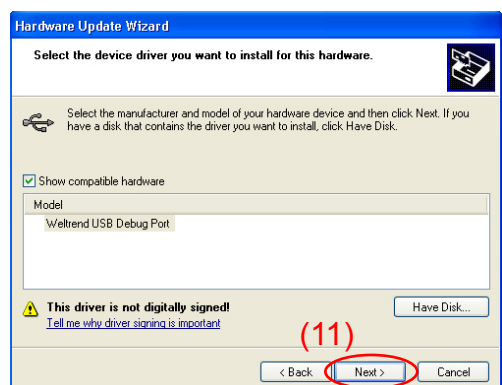 Hardware Update Wizard
Select the device driver you want to install for this hardware.
Select the manufacturer and model of your hardware device and then click Next. If you
have a disk that contains the driver you want to install, click Have Disk.
Show compatible hardware
Model
Weltrend USB Debug Port
This driver is not digitally signed!
Have Disk...
Tell me why driver signing is important
(11)
< Back
Next >
Cancel